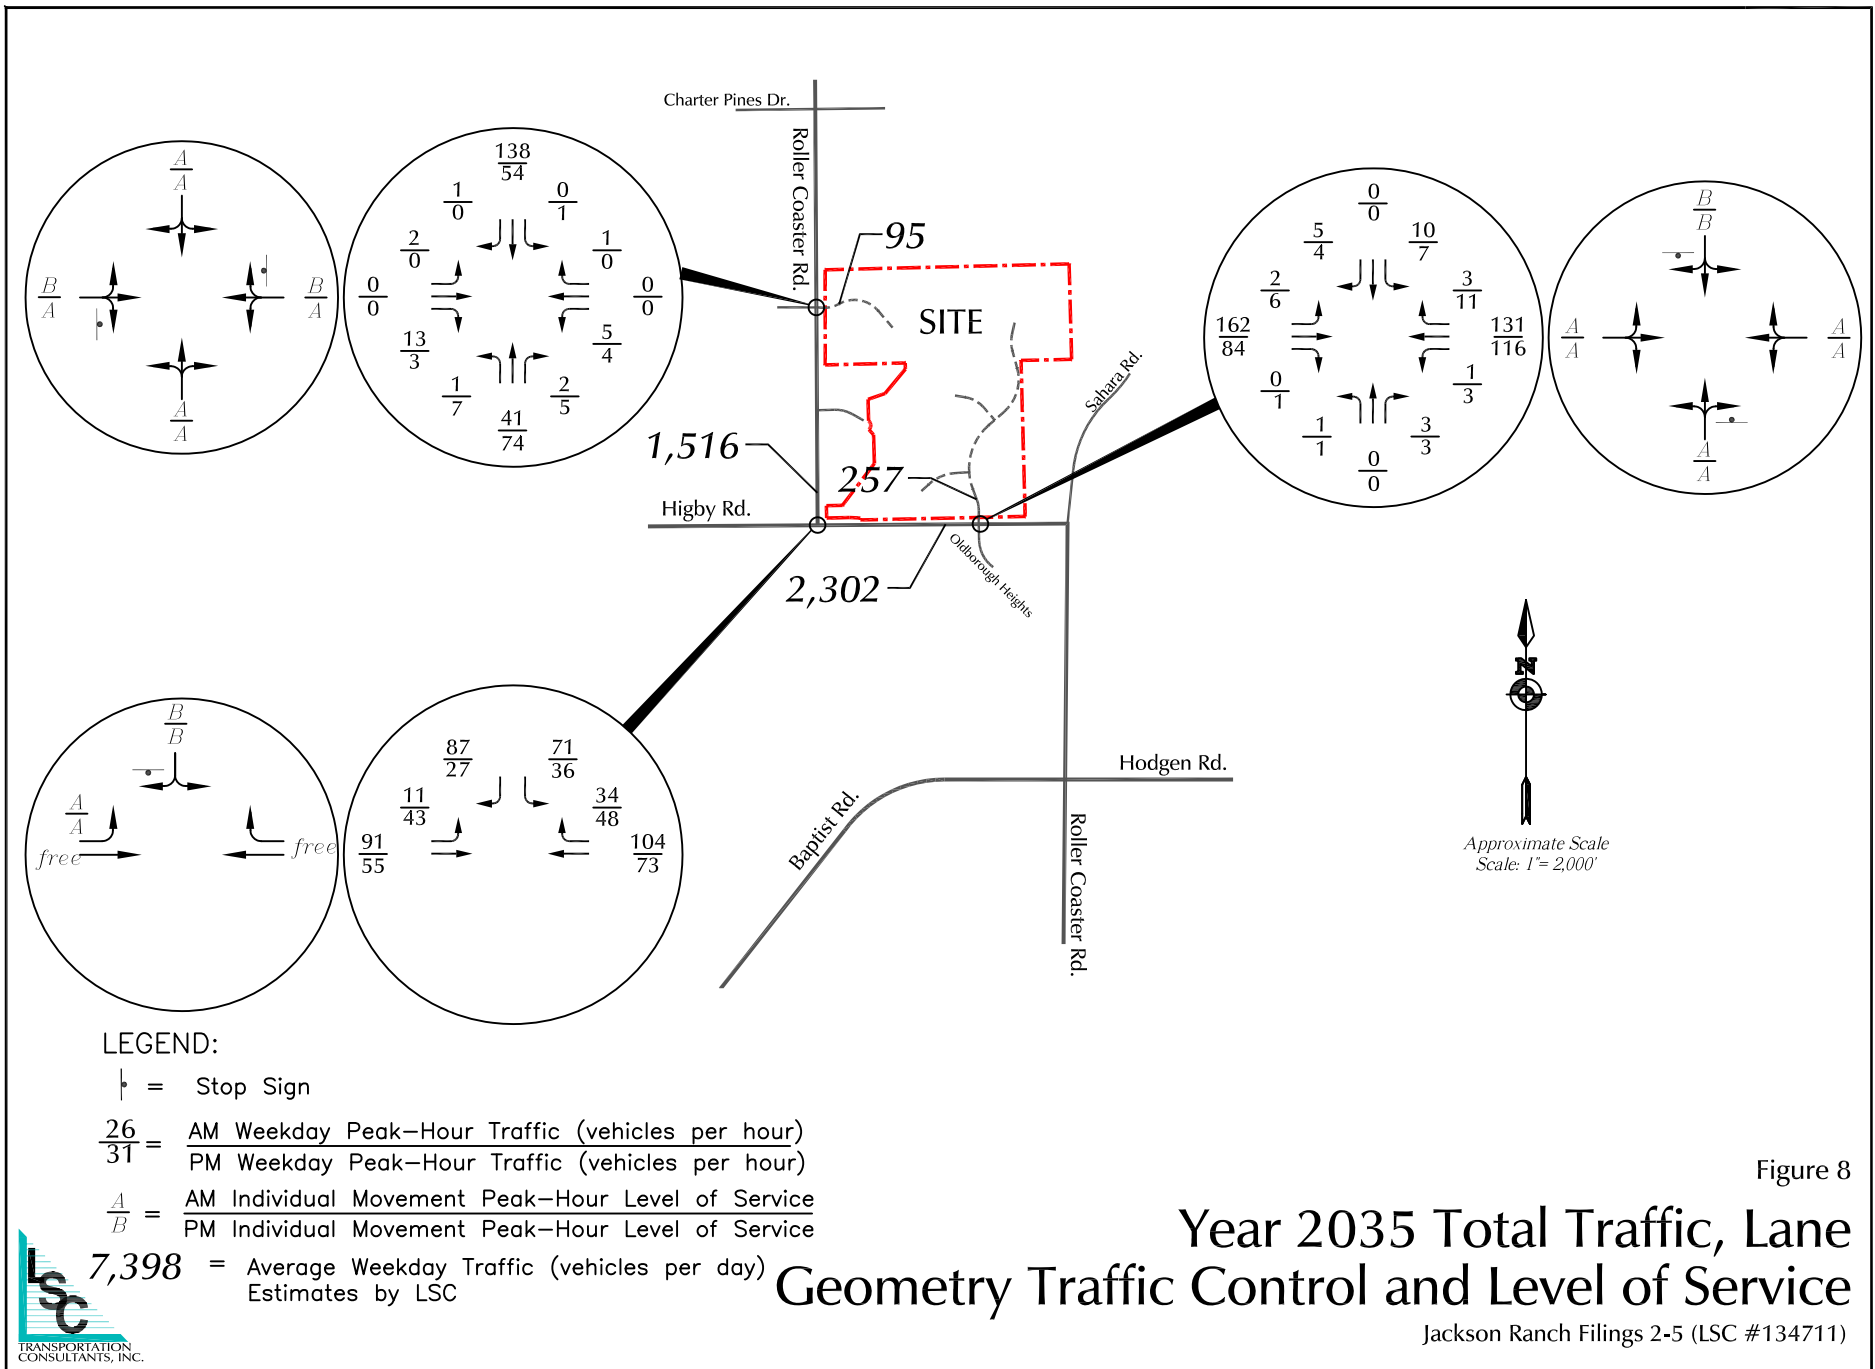 Charter Pines Dr.
Roller Coaster Rd.
95
SITE
Sahara Rd.
1,516
257
Higby Rd.
Oldborough Heights
2,302
Hodgen Rd.
Baptist Rd.
Roller Coaster Rd.
A
A
B
A
B
A
A
A
138
54
1
0
0
1
2
0
1
0
0
0
0
0
13
3
5
4
1
7
2
5
41
74
0
0
5
4
10
7
2
6
3
11
162
84
131
116
0
1
1
3
1
1
3
3
0
0
B
B
A
A
A
A
A
A
B
B
A
A
free
free
87
27
71
36
11
43
34
48
91
55
104
73
N
Approximate Scale
Scale: 1"= 2,000'
LEGEND:
= Stop Sign
26
31
= AM Weekday Peak-Hour Traffic (vehicles per hour)
PM Weekday Peak-Hour Traffic (vehicles per hour)
A
B
= AM Individual Movement Peak-Hour Level of Service
PM Individual Movement Peak-Hour Level of Service
7,398 = Average Weekday Traffic (vehicles per day)
Estimates by LSC
LSC
TRANSPORTATION
CONSULTANTS, INC.
Figure 8
Year 2035 Total Traffic, Lane
Geometry Traffic Control and Level of Service
Jackson Ranch Filings 2-5 (LSC #134711)